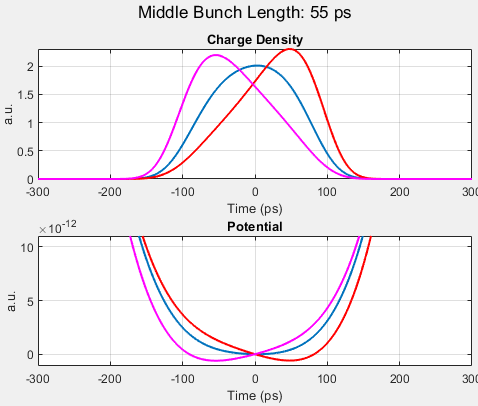 Middle Bunch Length: 55 ps
Charge Density
2
1.5
1
0.5
0
a.u.
-300 -200 -100 0 100 200 300
Time (ps)
×10^-12
Potential
10
5
0
a.u.
-300 -200 -100 0 100 200 300
Time (ps)